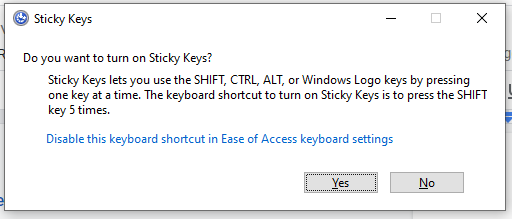 Sticky Keys
Do you want to turn on Sticky Keys?
Sticky Keys lets you use the SHIFT, CTRL, ALT, or Windows Logo keys by pressing
one key at a time. The keyboard shortcut to turn on Sticky Keys is to press the SHIFT
key 5 times.
Disable this keyboard shortcut in Ease of Access keyboard settings
Yes No